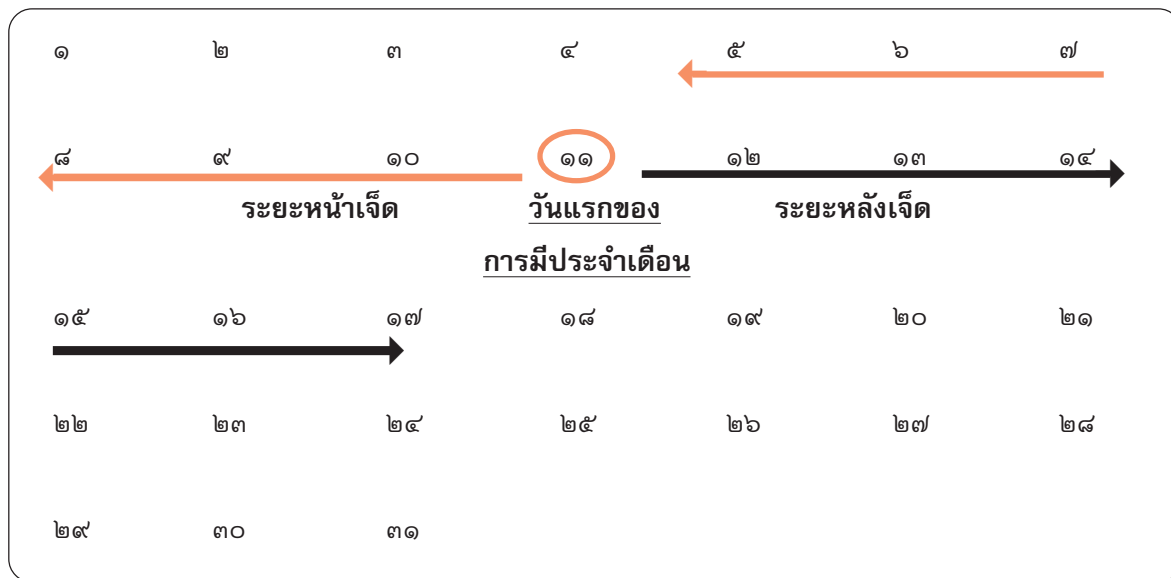 ๑ ๒ ๓ ๔ ๕ ๖ ๗
๘ ๙ ๑๐ ๑๑ ๑๒ ๑๓ ๑๔
ระยะหน้าเจ็ด วันแรกของ ระยะหลังเจ็ด
การมีประจำเดือน
๑๕ ๑๖ ๑๗ ๑๘ ๑๙ ๒๐ ๒๑
๒๒ ๒๓ ๒๔ ๒๕ ๒๖ ๒๗ ๒๘
๒๙ ๓๐ ๓๑